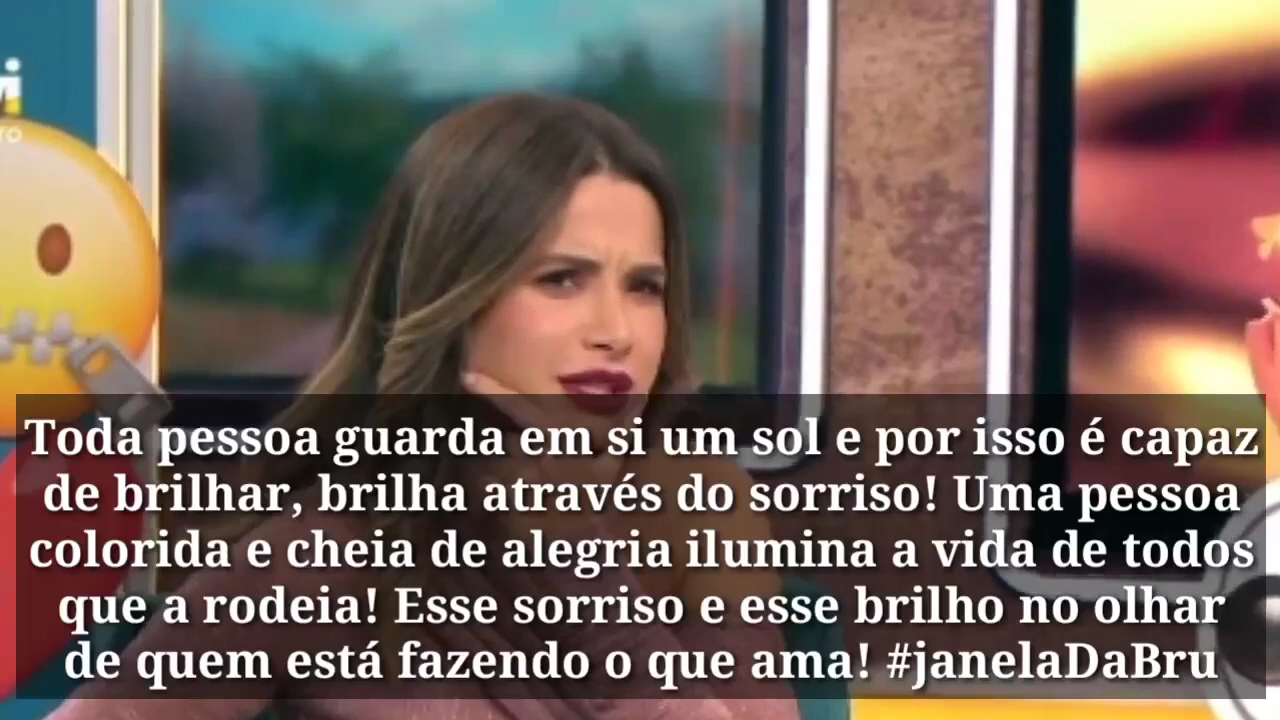 Toda pessoa guarda em si um sol e por isso é capaz
de brilhar, brilha através do sorriso! Uma pessoa
colorida e cheia de alegria ilumina a vida de todos
que a rodeia! Esse sorriso e esse brilho no olhar
de quem está fazendo o que ama! #janelaDaBru